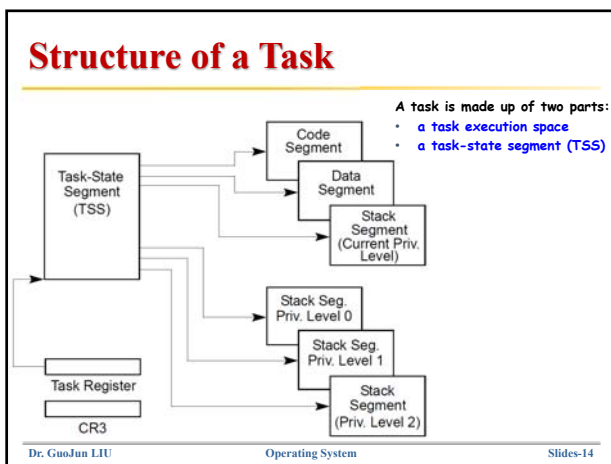 Structure of a Task
A task is made up of two parts:
• a task execution space
• a task-state segment (TSS)
Code
Segment
Data
Segment
Stack
Segment
(Current Priv.
Level)
Task-State
Segment
(TSS)
Stack Seg.
Priv. Level 0
Stack Seg.
Priv. Level 1
Stack
Segment
(Priv. Level 2)
Task Register
CR3
Dr. GuoJun LIU
Operating System
Slides-14